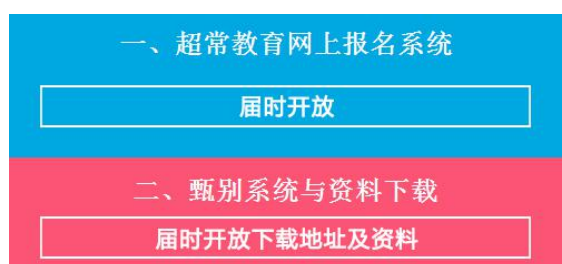 一、超常教育网上报名系统
届时开放
二、甄别系统与资料下载
届时开放下载地址及资料